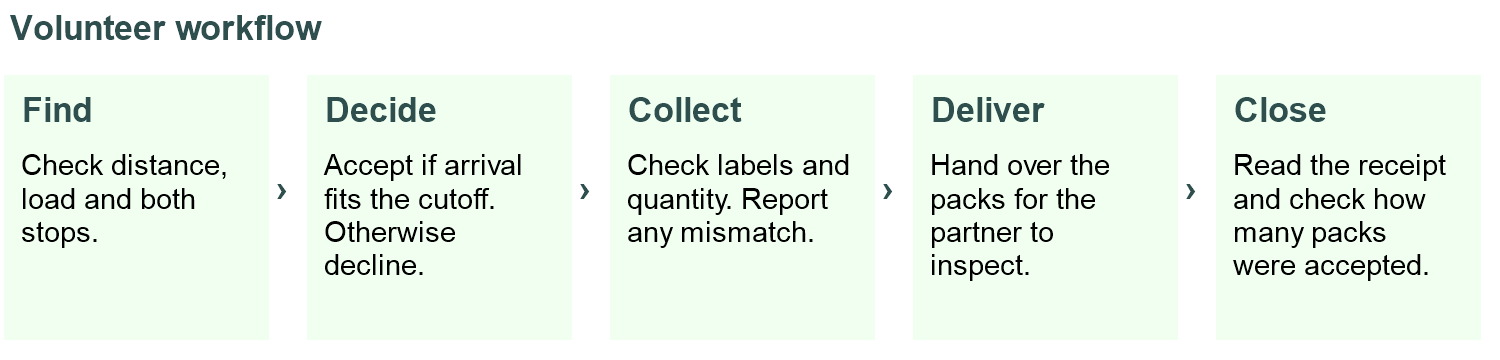 Volunteer workflow
Find
Check distance,
load and both
stops.
›
Decide
Accept if arrival
fits the cutoff.
Otherwise
decline.
›
Collect
Check labels and
quantity. Report
any mismatch.
›
Deliver
Hand over the
packs for the
partner to
inspect.
›
Close
Read the receipt
and check how
many packs
were accepted.